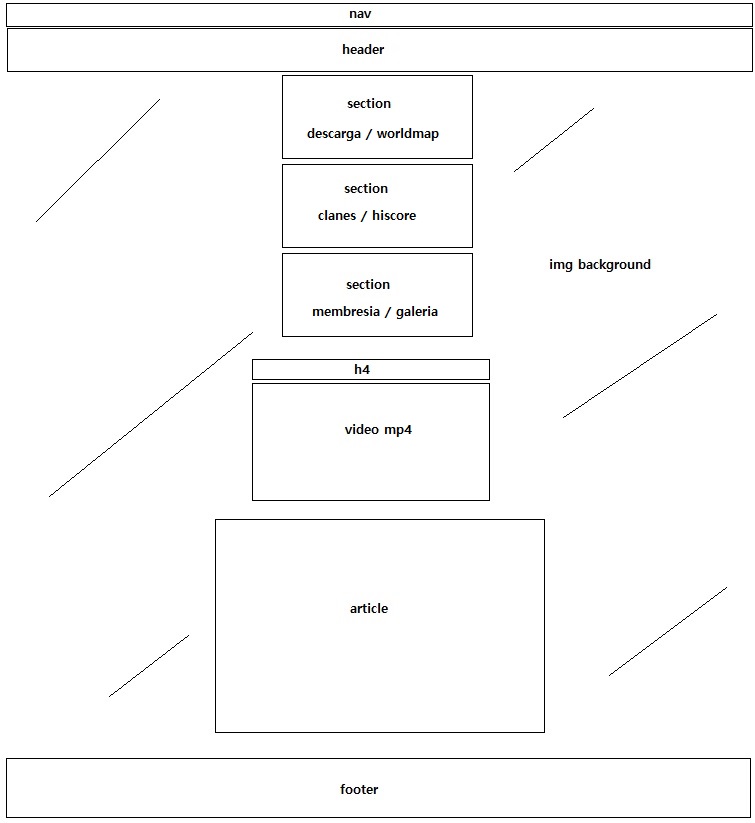 nav
header
section
descarga / worldmap
section
clanes / hiscore
img background
section
membresia / galeria
h4
video mp4
article
footer